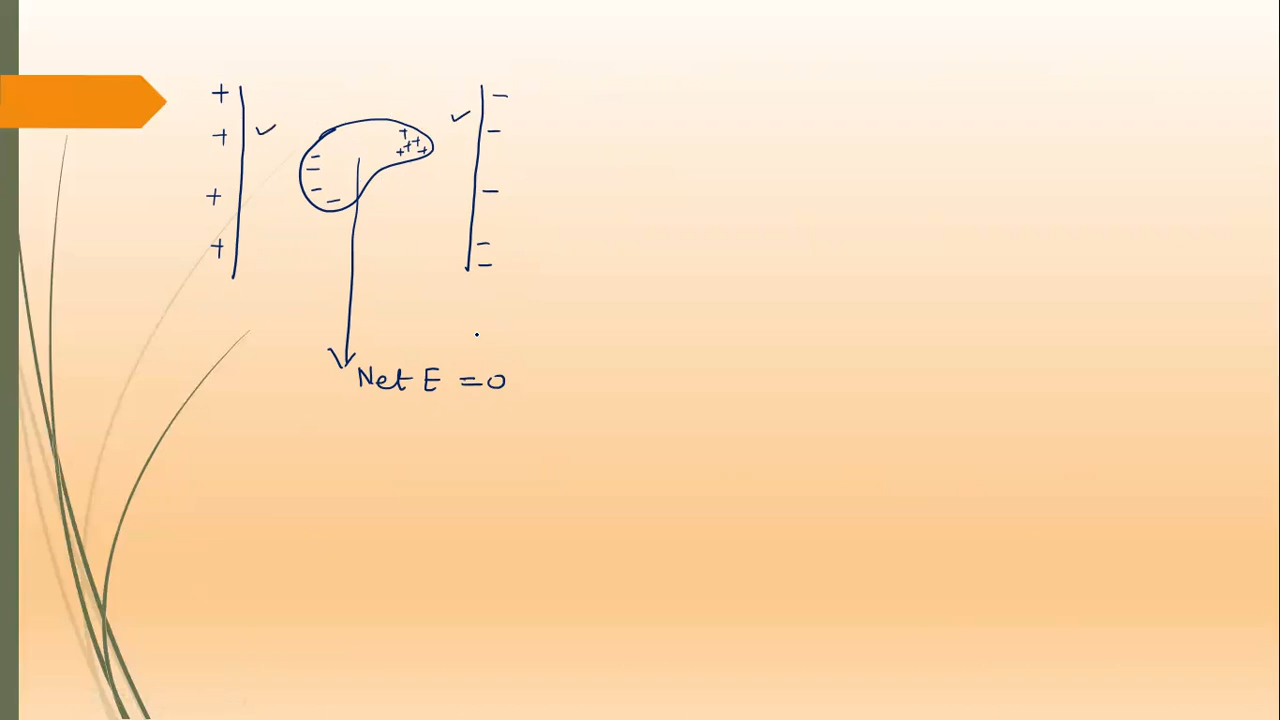 + + + +
- - - -
+ + + + +
- - - - -
Net E = 0